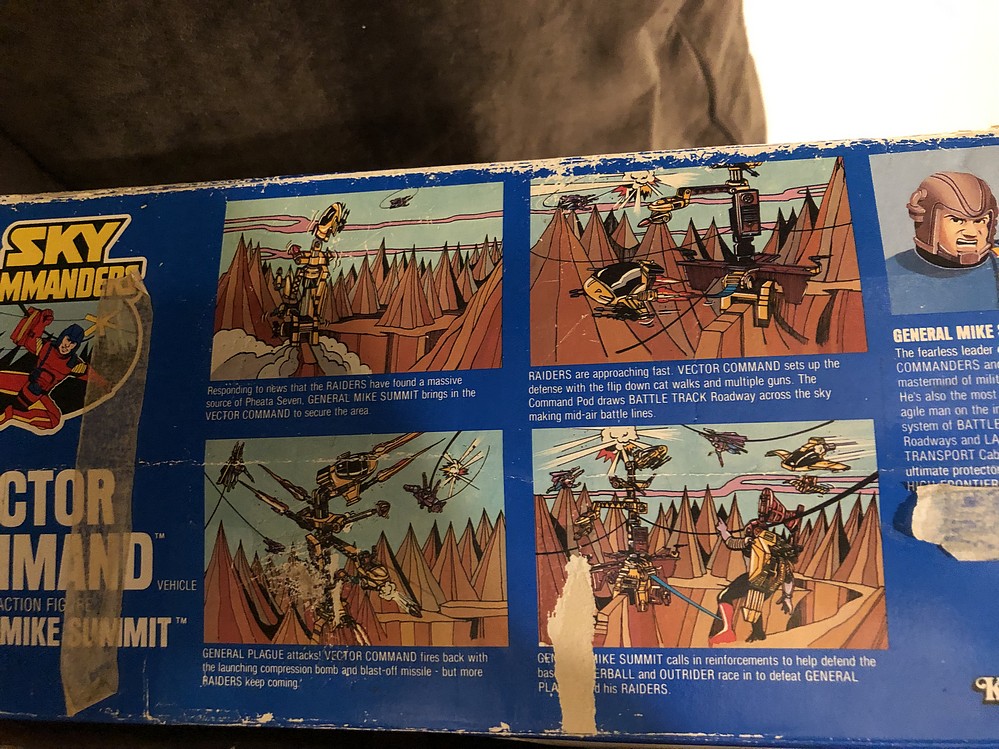 SKY
MMANDERS
CTOR
MMAND™
VEHICLE
ACTION FIGURE
MIKE SUMMIT™
Responding to news that the RAIDERS have found a massive
source of Pheata Seven, GENERAL MIKE SUMMIT brings in the
VECTOR COMMAND to secure the area.
RAIDERS are approaching fast. VECTOR COMMAND sets up the
defense with the flip down cat walks and multiple guns. The
Command Pod draws BATTLE TRACK Roadway across the sky
making mid-air battle lines.
GENERAL PLAGUE attacks! VECTOR COMMAND fires back with
the launching compression bomb and blast-off missile - but more
RAIDERS keep coming.
MIKE SUMMIT calls in reinforcements to help defend the
ERBALL and OUTRIDER race in to defeat GENERAL
his RAIDERS.
GENERAL MIKE
The fearless leader
COMMANDERS and
mastermind of milit
He's also the most
agile man on the in
system of BATTLE
Roadways and LA
TRANSPORT Cab
ultimate protector
HIGH FRONTIER